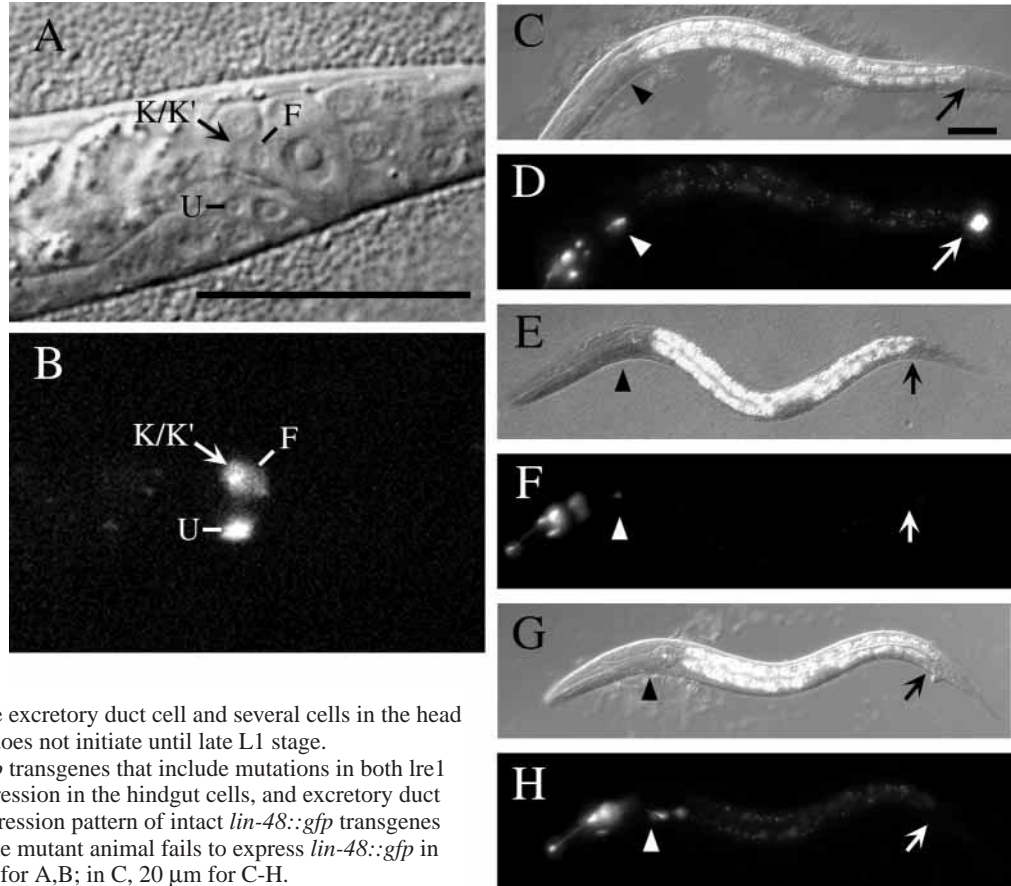 A
K/K'
F
U
B
K/K'
F
U
C
D
E
F
G
H
e excretory duct cell and several cells in the head
does not initiate until late L1 stage.
p transgenes that include mutations in both lre1
ression in the hindgut cells, and excretory duct
ression pattern of intact lin-48::gfp transgenes
e mutant animal fails to express lin-48::gfp in
for A,B; in C, 20 µm for C-H.